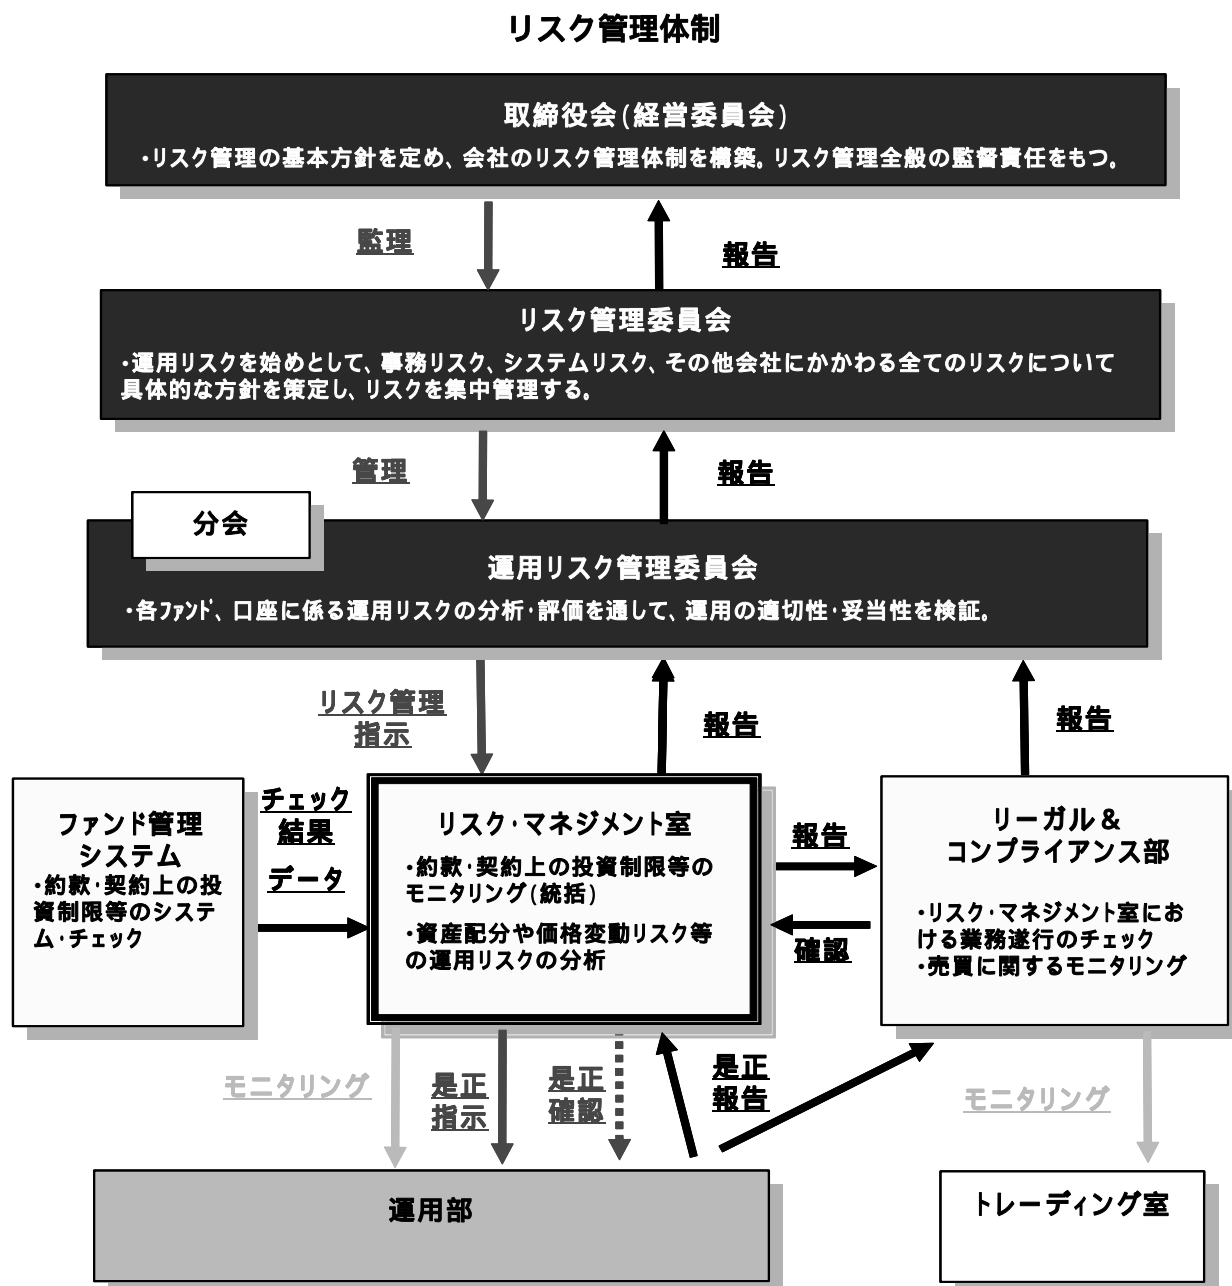 リスク管理体制
取締役会(経営委員会)
・リスク管理の基本方針を定め、会社のリスク管理体制を構築。リスク管理全般の監督責任をもつ。
監理
報告
リスク管理委員会
・運用リスクを始めとして、事務リスク、システムリスク、その他会社にかかわる全てのリスクについて
具体的な方針を策定し、リスクを集中管理する。
管理
報告
分会
運用リスク管理委員会
・各ファンド、口座に係る運用リスクの分析・評価を通して、運用の適切性・妥当性を検証。
リスク管理
指示
報告
報告
ファンド管理
システム
・約款・契約上の投
資制限等のシステ
ム・チェック
チェック
結果
データ
リスク・マネジメント室
・約款・契約上の投資制限等の
モニタリング(統括)
・資産配分や価格変動リスク等
の運用リスクの分析
報告
確認
リーガル＆
コンプライアンス部
・リスク・マネジメント室にお
ける業務遂行のチェック
・売買に関するモニタリング
モニタリング
是正
指示
是正
確認
是正
報告
モニタリング
運用部
トレーディング室